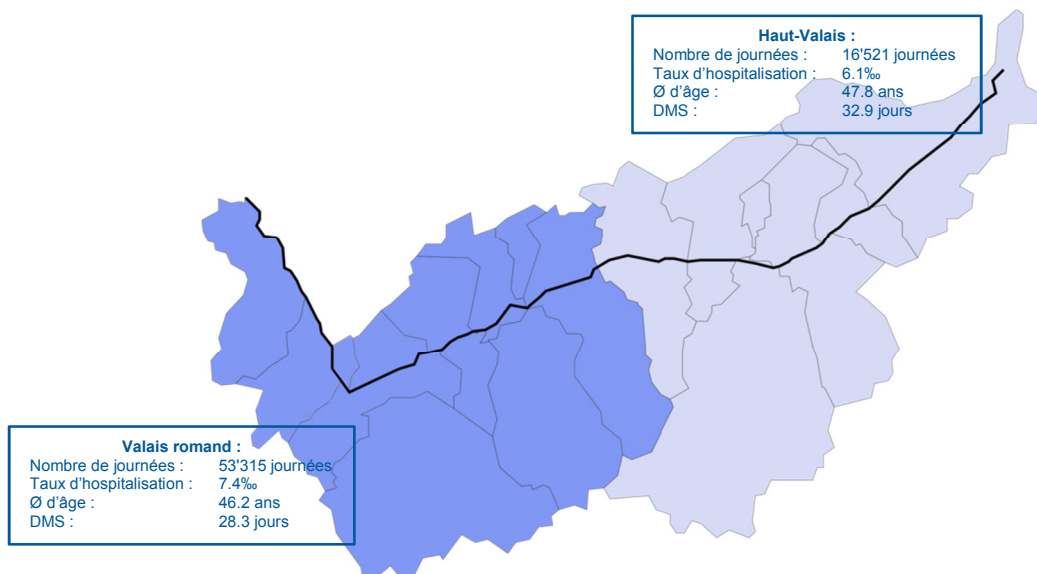 Haut-Valais :
Nombre de journées : 16'521 journées
Taux d'hospitalisation : 6.1‰
Ø d'âge : 47.8 ans
DMS : 32.9 jours
Valais romand :
Nombre de journées : 53'315 journées
Taux d'hospitalisation : 7.4‰
Ø d'âge : 46.2 ans
DMS : 28.3 jours